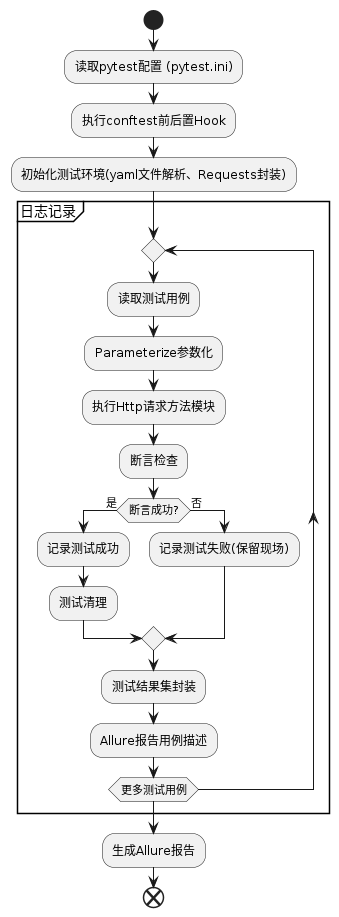 读取pytest配置 (pytest.ini)
执行conftest前后置Hook
初始化测试环境(yaml文件解析、Requests封装)
日志记录
读取测试用例
Parameterize参数化
执行Http请求方法模块
断言检查
是
断言成功?
否
记录测试成功
记录测试失败(保留现场)
测试清理
测试结果集封装
Allure报告用例描述
更多测试用例
生成Allure报告